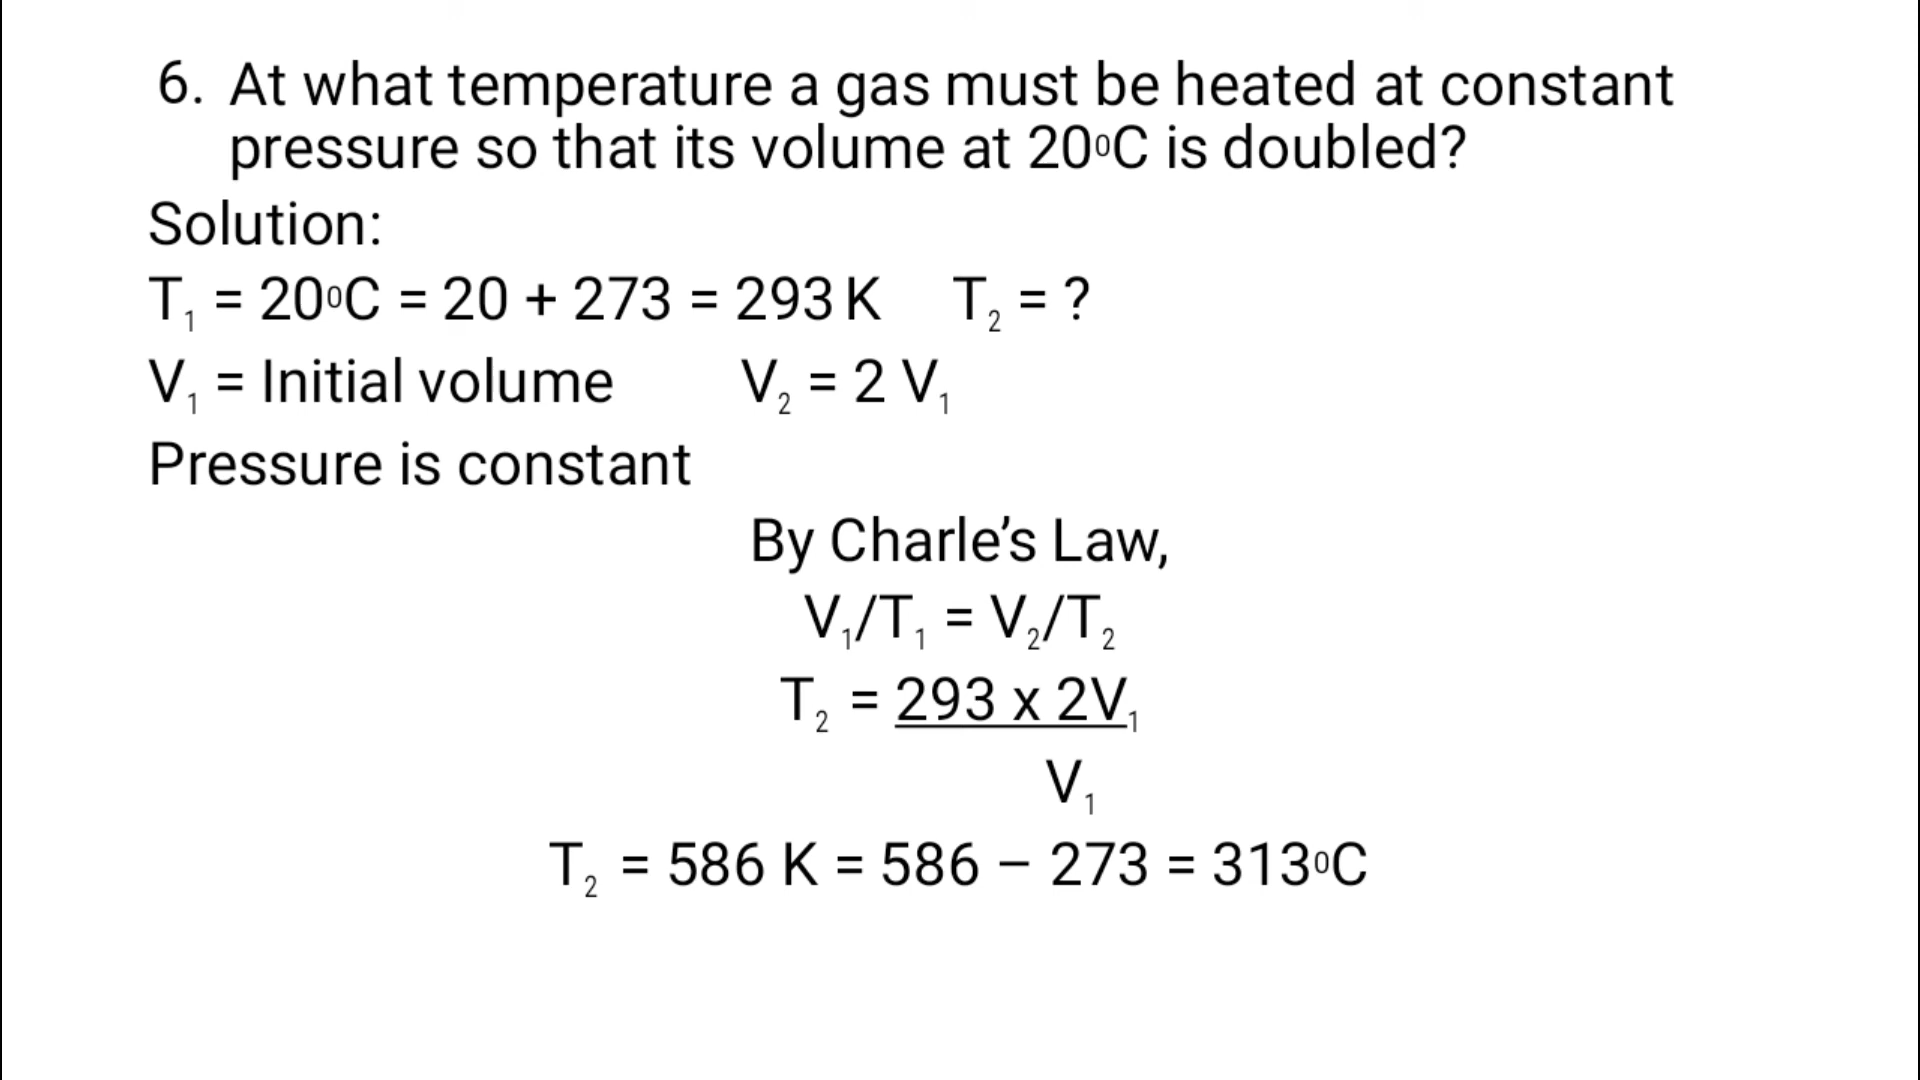 6. At what temperature a gas must be heated at constant
pressure so that its volume at 20⁰C is doubled?
Solution:
T₁ = 20⁰C = 20 + 273 = 293 K T₂ = ?
V₁ = Initial volume V₂ = 2 V₁
Pressure is constant
By Charle’s Law,
V₁/T₁ = V₂/T₂
T₂ = 293 x 2V₁
V₁
T₂ = 586 K = 586 – 273 = 313⁰C